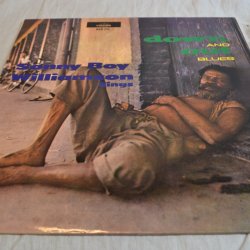 down
AND
out
BLUES
Sonny Boy
Williamson
sings